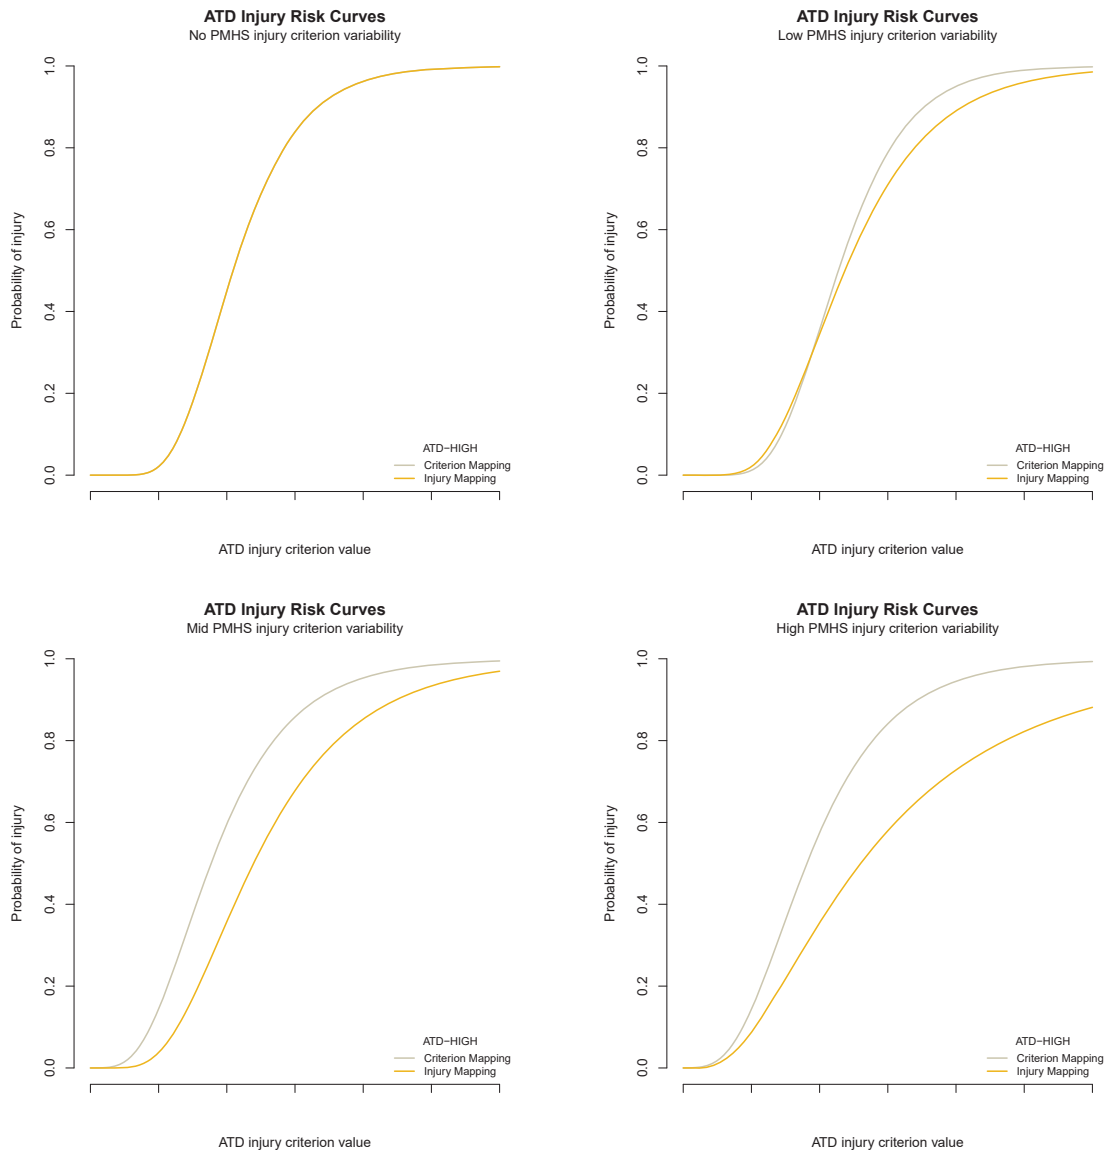 ATD Injury Risk Curves
No PMHS injury criterion variability
Probability of injury
1.0
0.8
0.6
0.4
0.2
0.0
ATD−HIGH
Criterion Mapping
Injury Mapping
ATD injury criterion value
ATD Injury Risk Curves
Low PMHS injury criterion variability
Probability of injury
1.0
0.8
0.6
0.4
0.2
0.0
ATD−HIGH
Criterion Mapping
Injury Mapping
ATD injury criterion value
ATD Injury Risk Curves
Mid PMHS injury criterion variability
Probability of injury
1.0
0.8
0.6
0.4
0.2
0.0
ATD−HIGH
Criterion Mapping
Injury Mapping
ATD injury criterion value
ATD Injury Risk Curves
High PMHS injury criterion variability
Probability of injury
1.0
0.8
0.6
0.4
0.2
0.0
ATD−HIGH
Criterion Mapping
Injury Mapping
ATD injury criterion value